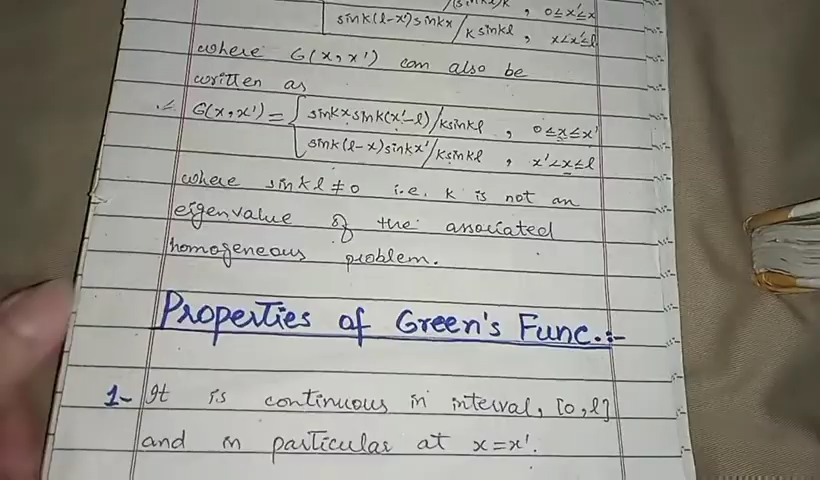 , 0≤x'≤x
sink(l-x')sinkx/ksinkl , x<x'≤l
where G(x,x') can also be
written as
G(x,x') = { sinkx sink(x'-l)/ksinkl , 0≤x≤x'
sink(l-x)sinkx'/ksinkl , x'<x≤l
where sinkl≠0 i.e. k is not an
eigenvalue of the associated
homogeneous problem.
Properties of Green's Func.:-
1- It is continuous in interval, [0,l]
and in particular at x=x'.